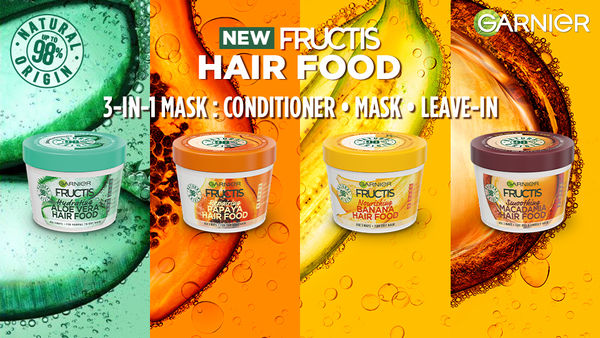 NATURAL
UP TO
98%
ORIGIN
NEW FRUCTIS
HAIR FOOD
GARNIER
3-IN-1 MASK : CONDITIONER • MASK • LEAVE-IN
GARNIER
FRUCTIS
Hydrating
ALOE VERA
HAIR FOOD
GARNIER
FRUCTIS
Repairing
PAPAYA
HAIR FOOD
GARNIER
FRUCTIS
Nourishing
BANANA
HAIR FOOD
GARNIER
FRUCTIS
Smoothing
MACADAMIA
HAIR FOOD